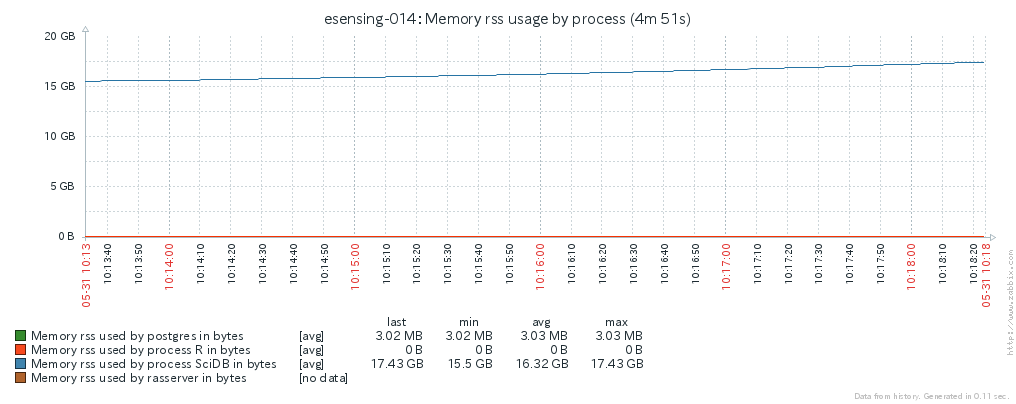 esensing-014: Memory rss usage by process (4m 51s)
20 GB
15 GB
10 GB
5 GB
0 B
05-31 10:13
10:13:40
10:13:50
10:14:00
10:14:10
10:14:20
10:14:30
10:14:40
10:14:50
10:15:00
10:15:10
10:15:20
10:15:30
10:15:40
10:15:50
10:16:00
10:16:10
10:16:20
10:16:30
10:16:40
10:16:50
10:17:00
10:17:10
10:17:20
10:17:30
10:17:40
10:17:50
10:18:00
10:18:10
10:18:20
05-31 10:18
last min avg max
Memory rss used by postgres in bytes [avg] 3.02 MB 3.02 MB 3.03 MB 3.03 MB
Memory rss used by process R in bytes [avg] 0 B 0 B 0 B 0 B
Memory rss used by process SciDB in bytes [avg] 17.43 GB 15.5 GB 16.32 GB 17.43 GB
Memory rss used by rasserver in bytes [no data]
http://www.zabbix.com
Data from history. Generated in 0.11 sec.